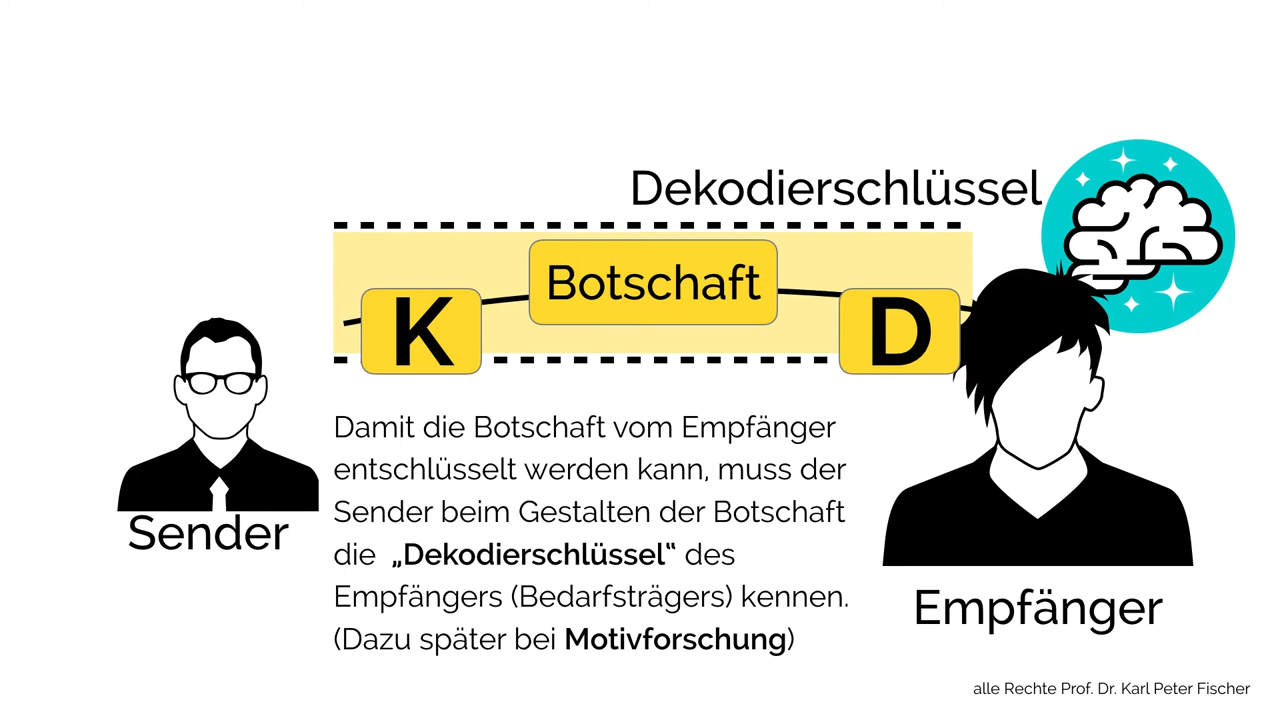 Dekodierschlüssel
Botschaft
K
D
Sender
Damit die Botschaft vom Empfänger
entschlüsselt werden kann, muss der
Sender beim Gestalten der Botschaft
die „Dekodierschlüssel“ des
Empfängers (Bedarfsträgers) kennen.
(Dazu später bei Motivforschung)
Empfänger
alle Rechte Prof. Dr. Karl Peter Fischer